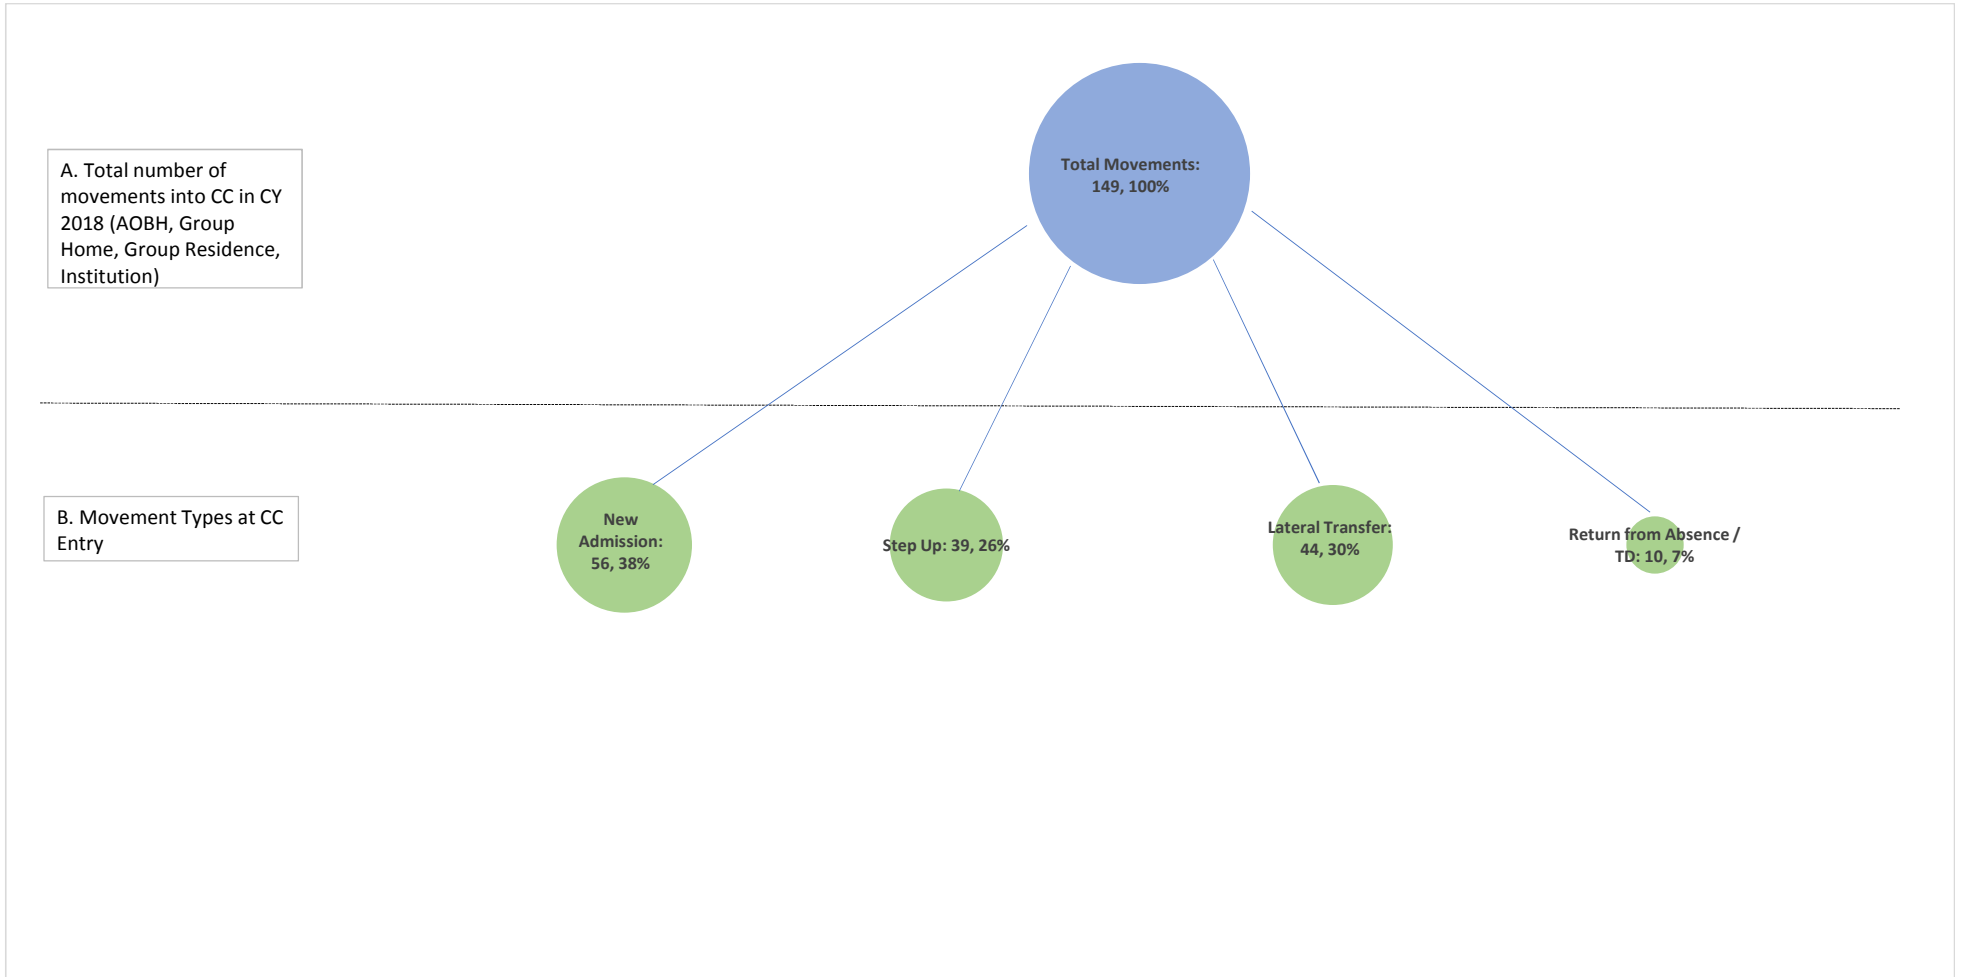 Total Movements:
149, 100%
A. Total number of
movements into CC in CY
2018 (AOBH, Group
Home, Group Residence,
Institution)
B. Movement Types at CC
Entry
New
Admission:
56, 38%
Step Up: 39, 26%
Lateral Transfer:
44, 30%
Return from Absence /
TD: 10, 7%